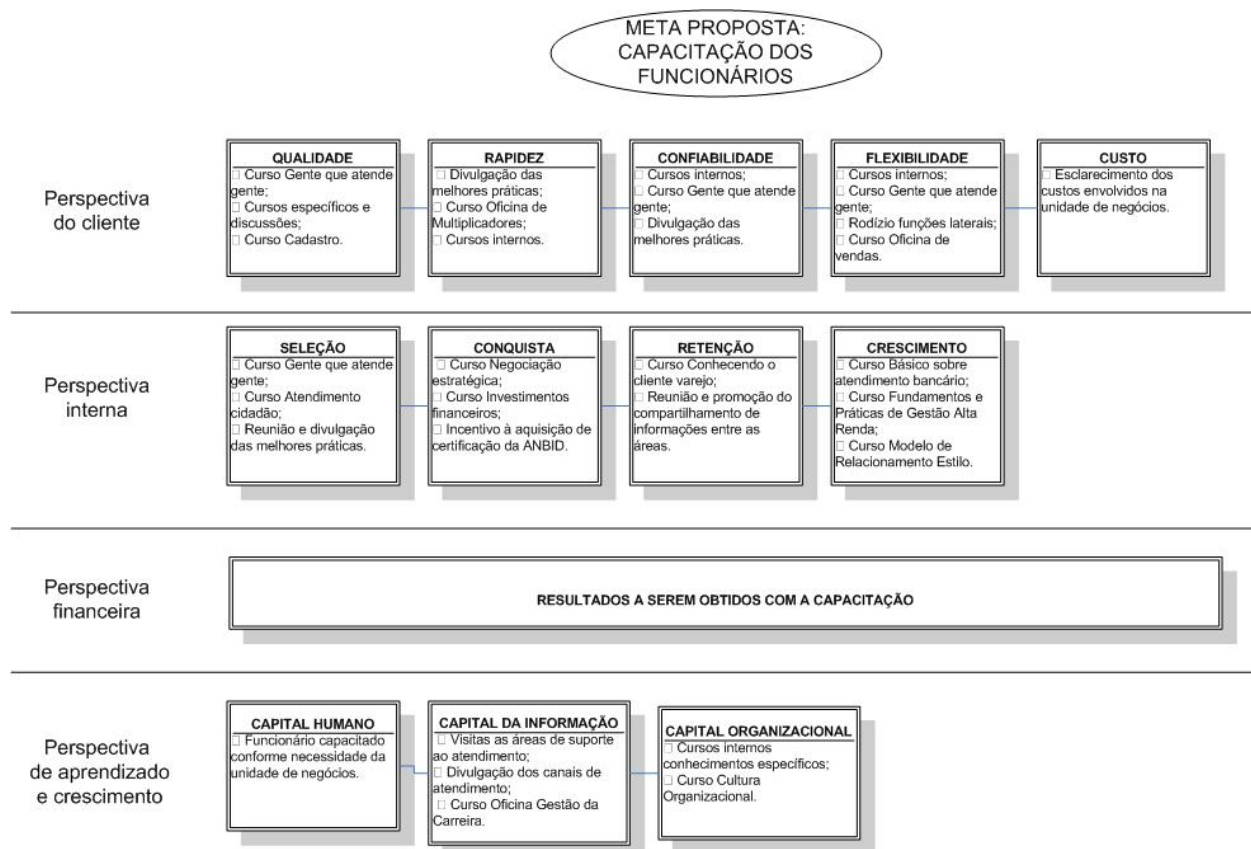 META PROPOSTA:
CAPACITAÇÃO DOS
FUNCIONÁRIOS
Perspectiva
do cliente
QUALIDADE
□ Curso Gente que atende
gente;
□ Cursos específicos e
discussões;
□ Curso Cadastro.
RAPIDEZ
□ Divulgação das
melhores práticas;
□ Curso Oficina de
Multiplicadores;
□ Cursos internos.
CONFIABILIDADE
□ Cursos internos;
□ Curso Gente que atende
gente;
□ Divulgação das
melhores práticas.
FLEXIBILIDADE
□ Cursos internos;
□ Curso Gente que atende
gente;
□ Rodízio funções laterais;
□ Curso Oficina de
vendas.
CUSTO
□ Esclarecimento dos
custos envolvidos na
unidade de negócios.
Perspectiva
interna
SELEÇÃO
□ Curso Gente que atende
gente;
□ Curso Atendimento
cidadão;
□ Reunião e divulgação
das melhores práticas.
CONQUISTA
□ Curso Negociação
estratégica;
□ Curso Investimentos
financeiros;
□ Incentivo à aquisição de
certificação da ANBID.
RETENÇÃO
□ Curso Conhecendo o
cliente varejo;
□ Reunião e promoção do
compartilhamento de
informações entre as
áreas.
CRESCIMENTO
□ Curso Básico sobre
atendimento bancário;
□ Curso Fundamentos e
Práticas de Gestão Alta
Renda;
□ Curso Modelo de
Relacionamento Estilo.
Perspectiva
financeira
RESULTADOS A SEREM OBTIDOS COM A CAPACITAÇÃO
Perspectiva
de aprendizado
e crescimento
CAPITAL HUMANO
□ Funcionário capacitado
conforme necessidade da
unidade de negócios.
CAPITAL DA INFORMAÇÃO
□ Visitas as áreas de suporte
ao atendimento;
□ Divulgação dos canais de
atendimento;
□ Curso Oficina Gestão da
Carreira.
CAPITAL ORGANIZACIONAL
□ Cursos internos
conhecimentos específicos;
□ Curso Cultura
Organizacional.